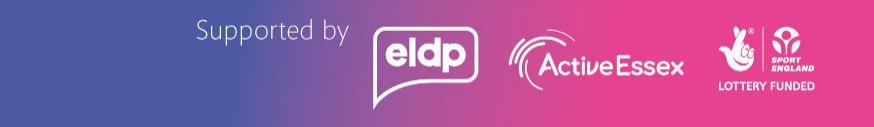 Supported by
eldp
ActiveEssex
SPORT
ENGLAND
LOTTERY FUNDED